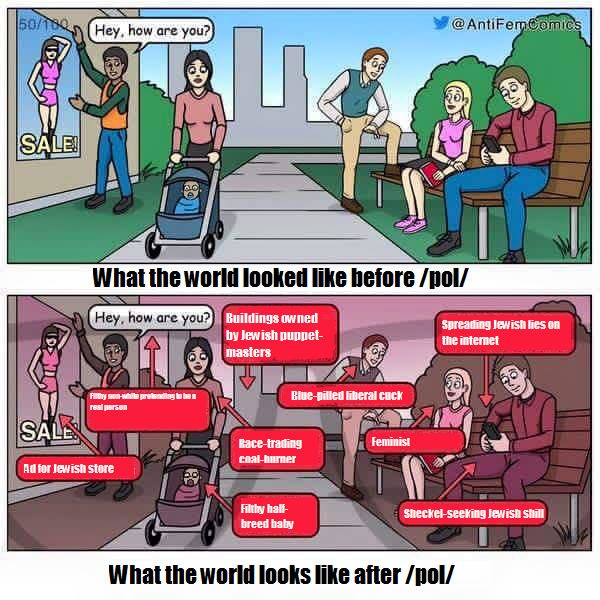 50/100
Hey, how are you?
@AntiFemComics
SALE!
What the world looked like before /pol/
Hey, how are you?
Buildings owned
by Jewish puppet-
masters
Spreading Jewish lies on
the internet
Filthy non-white pretending to be a
real person
Blue-pilled liberal cuck
SALE
Race-trading
coal-burner
Feminist
Ad for Jewish store
Filthy half-
breed baby
Sheckel-seeking Jewish shill
What the world looks like after /pol/